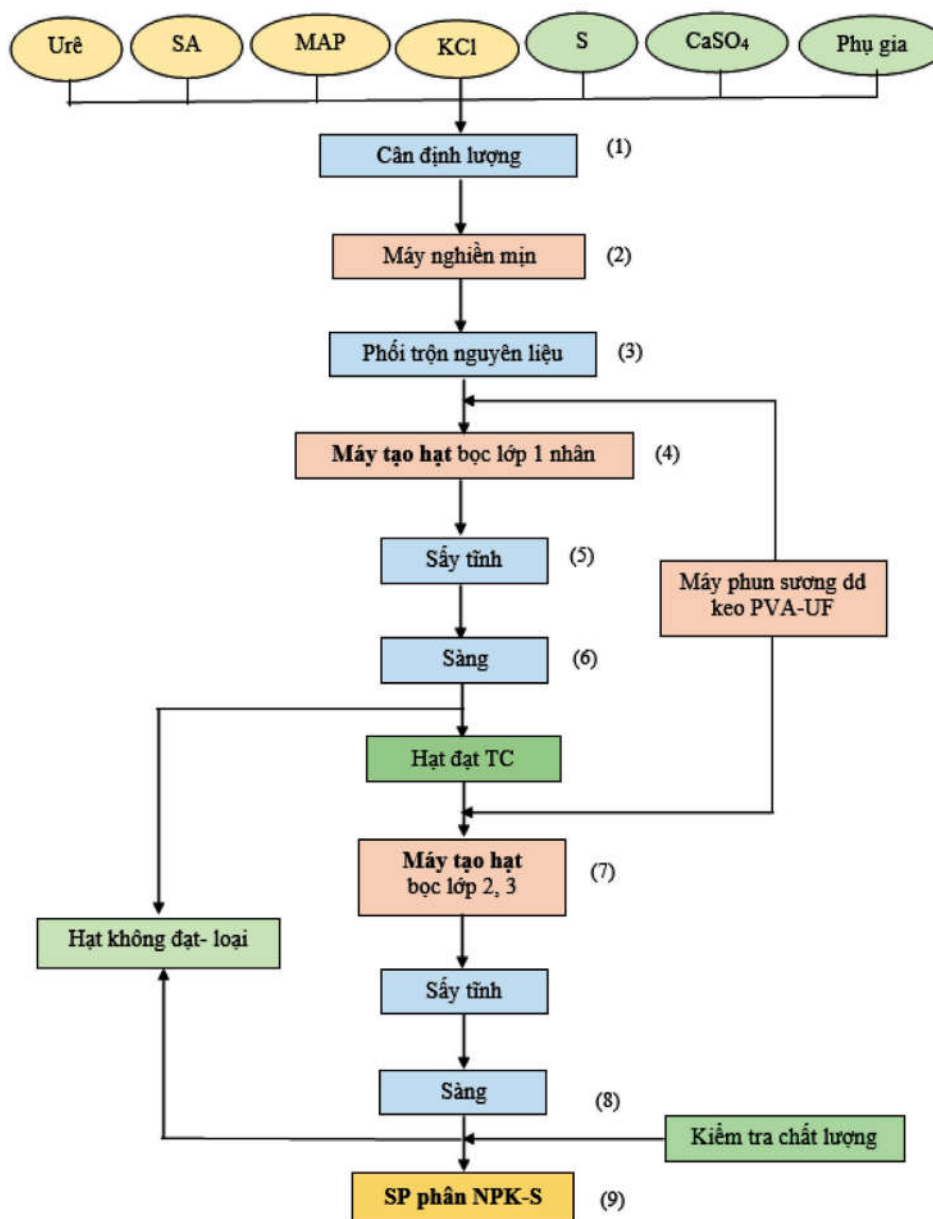 Urê
SA
MAP
KCl
S
CaSO₄
Phụ gia
Cân định lượng
(1)
Máy nghiền mịn
(2)
Phối trộn nguyên liệu
(3)
Máy tạo hạt bọc lớp 1 nhân
(4)
Sấy tĩnh
(5)
Máy phun sương dd
keo PVA-UF
Sàng
(6)
Hạt đạt TC
Máy tạo hạt
bọc lớp 2, 3
(7)
Hạt không đạt- loại
Sấy tĩnh
Sàng
(8)
Kiểm tra chất lượng
SP phân NPK-S
(9)